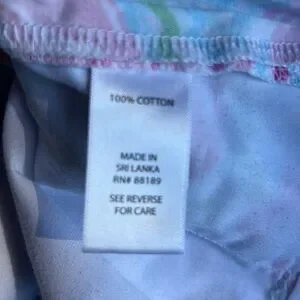 100% COTTON
MADE IN
SRI LANKA
RN# 88189
SEE REVERSE
FOR CARE